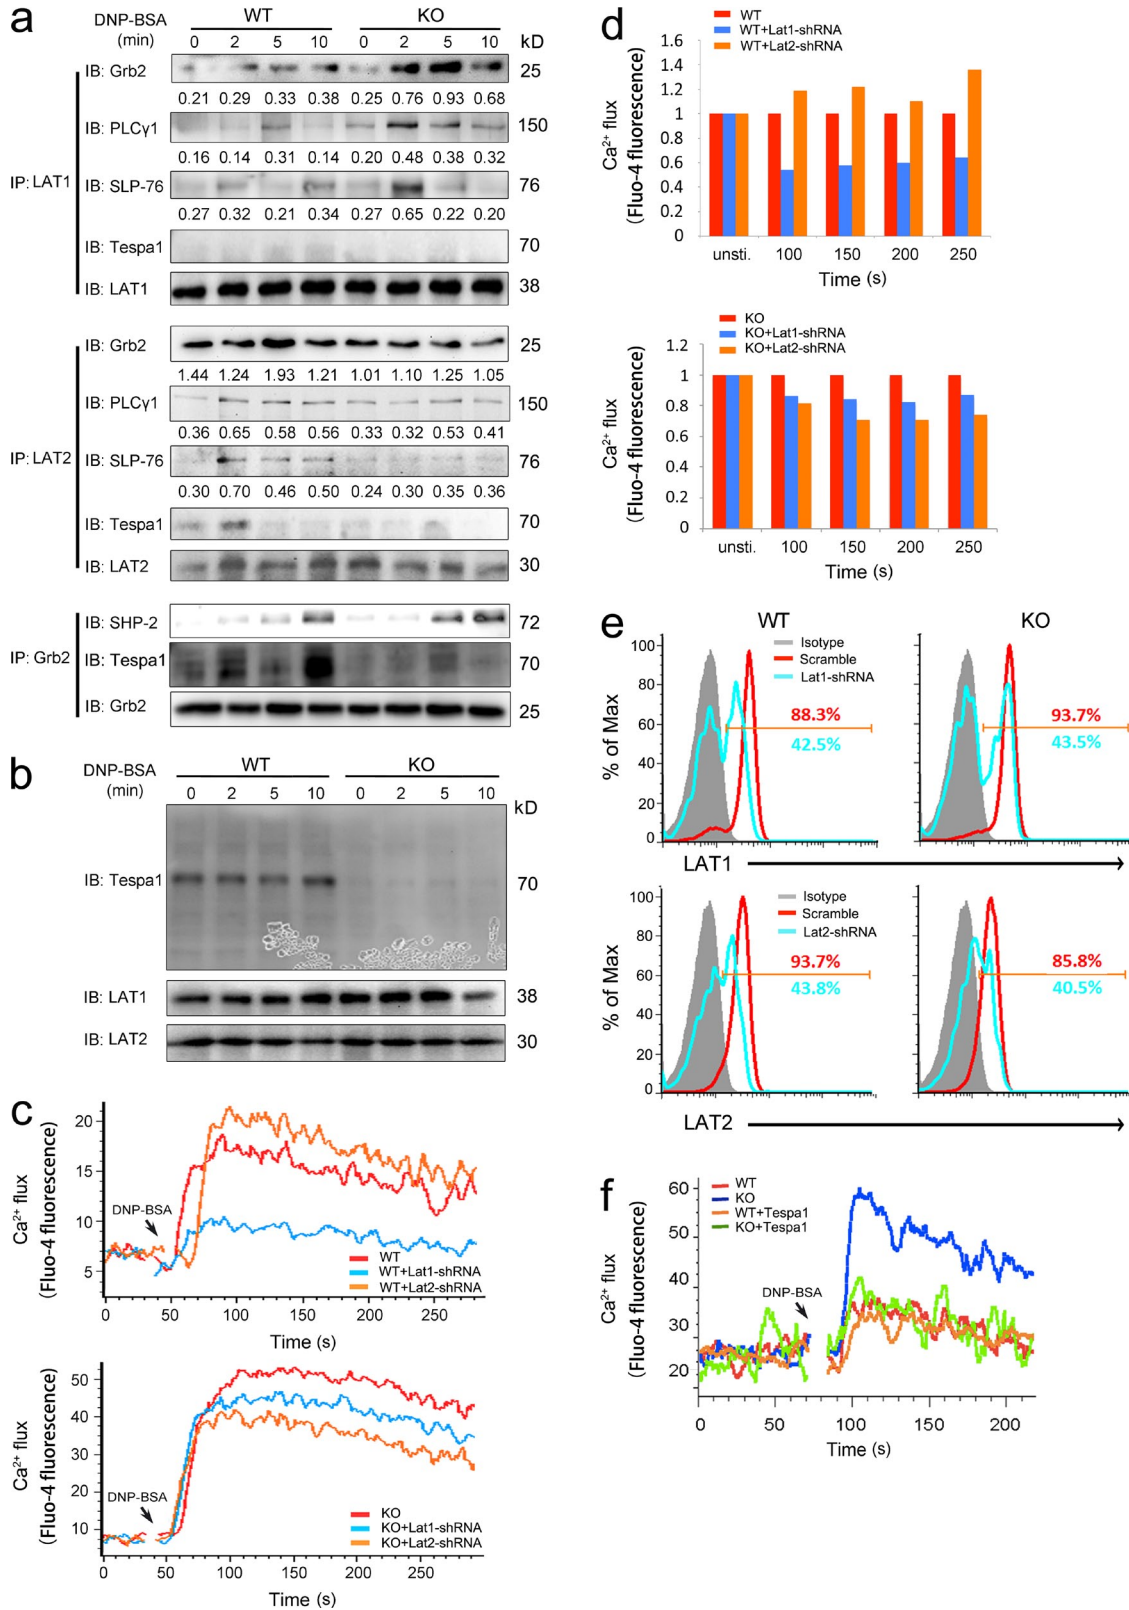 a
DNP-BSA
(min)
WT
KO
0 2 5 10 0 2 5 10
kD
IP: LAT1
IB: Grb2
25
0.21 0.29 0.33 0.38 0.25 0.76 0.93 0.68
IB: PLCγ1
150
0.16 0.14 0.31 0.14 0.20 0.48 0.38 0.32
IB: SLP-76
76
0.27 0.32 0.21 0.34 0.27 0.65 0.22 0.20
IB: Tespa1
70
IB: LAT1
38
IP: LAT2
IB: Grb2
25
1.44 1.24 1.93 1.21 1.01 1.10 1.25 1.05
IB: PLCγ1
150
0.36 0.65 0.58 0.56 0.33 0.32 0.53 0.41
IB: SLP-76
76
0.30 0.70 0.46 0.50 0.24 0.30 0.35 0.36
IB: Tespa1
70
IB: LAT2
30
IP: Grb2
IB: SHP-2
72
IB: Tespa1
70
IB: Grb2
25
b
DNP-BSA
(min)
WT
KO
0 2 5 10 0 2 5 10
kD
IB: Tespa1
70
IB: LAT1
38
IB: LAT2
30
c
Ca²⁺ flux
(Fluo-4 fluorescence)
20
15
10
5
DNP-BSA
WT
WT+Lat1-shRNA
WT+Lat2-shRNA
0 50 100 150 200 250
Time (s)
Ca²⁺ flux
(Fluo-4 fluorescence)
50
40
30
20
10
DNP-BSA
KO
KO+Lat1-shRNA
KO+Lat2-shRNA
0 50 100 150 200 250
Time (s)
d
WT
WT+Lat1-shRNA
WT+Lat2-shRNA
Ca²⁺ flux
(Fluo-4 fluorescence)
1.6
1.4
1.2
1
0.8
0.6
0.4
0.2
0
unsti. 100 150 200 250
Time (s)
KO
KO+Lat1-shRNA
KO+Lat2-shRNA
Ca²⁺ flux
(Fluo-4 fluorescence)
1.2
1
0.8
0.6
0.4
0.2
0
unsti. 100 150 200 250
Time (s)
e
WT
KO
% of Max
100
80
60
40
20
0
Isotype
Scramble
Lat1-shRNA
88.3%
42.5%
93.7%
43.5%
LAT1
% of Max
100
80
60
40
20
0
Isotype
Scramble
Lat2-shRNA
93.7%
43.8%
85.8%
40.5%
LAT2
f
WT
KO
WT+Tespa1
KO+Tespa1
Ca²⁺ flux
(Fluo-4 fluorescence)
60
50
40
30
20
DNP-BSA
0 50 100 150 200
Time (s)